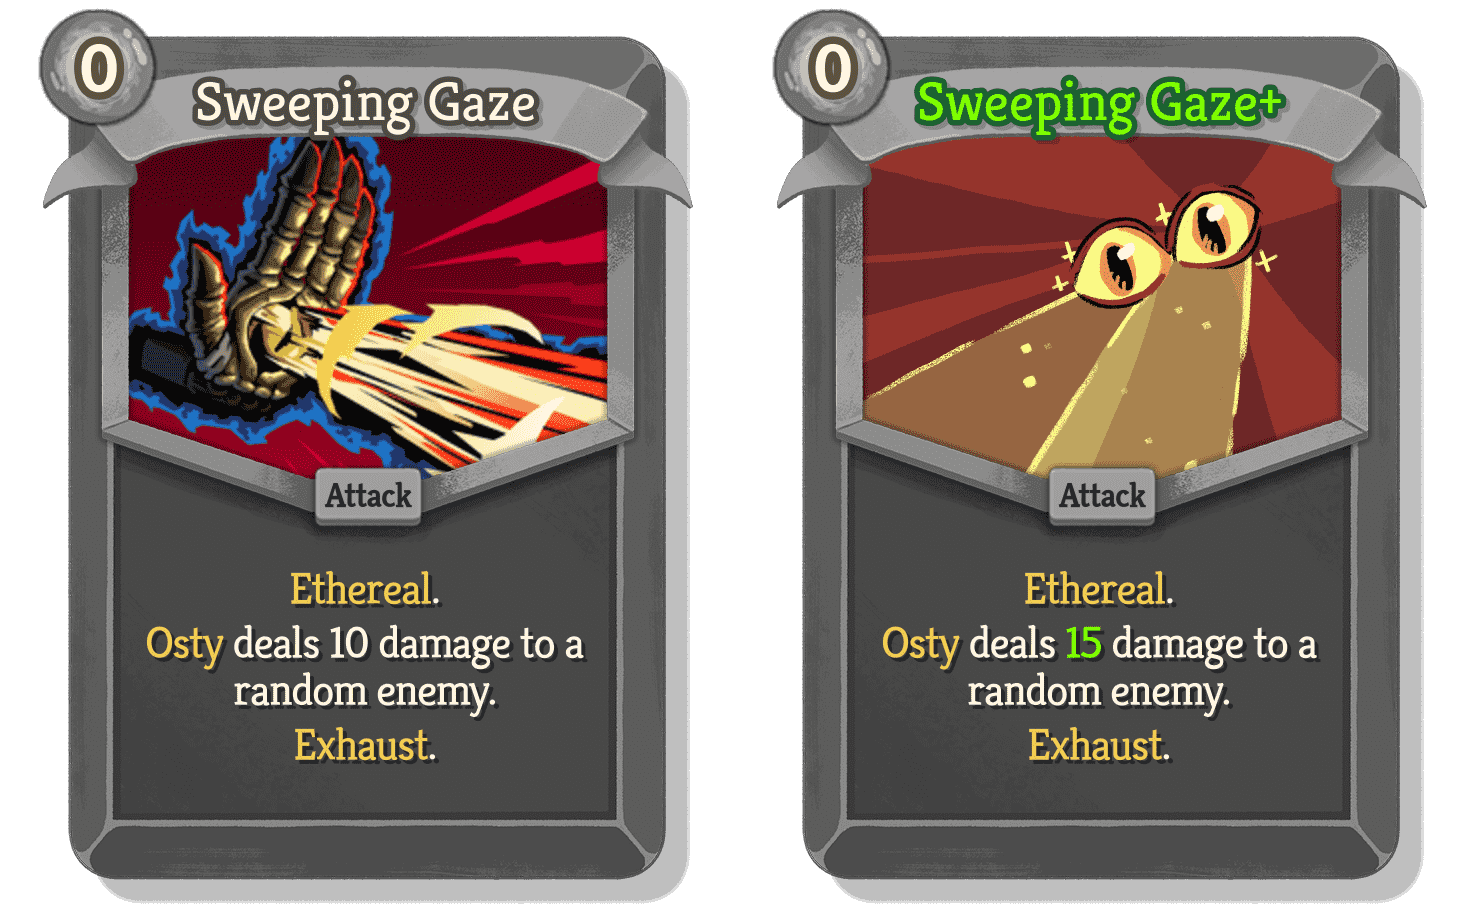 0
Sweeping Gaze
Attack
Ethereal.
Osty deals 10 damage to a
random enemy.
Exhaust.
0
Sweeping Gaze+
Attack
Ethereal.
Osty deals 15 damage to a
random enemy.
Exhaust.